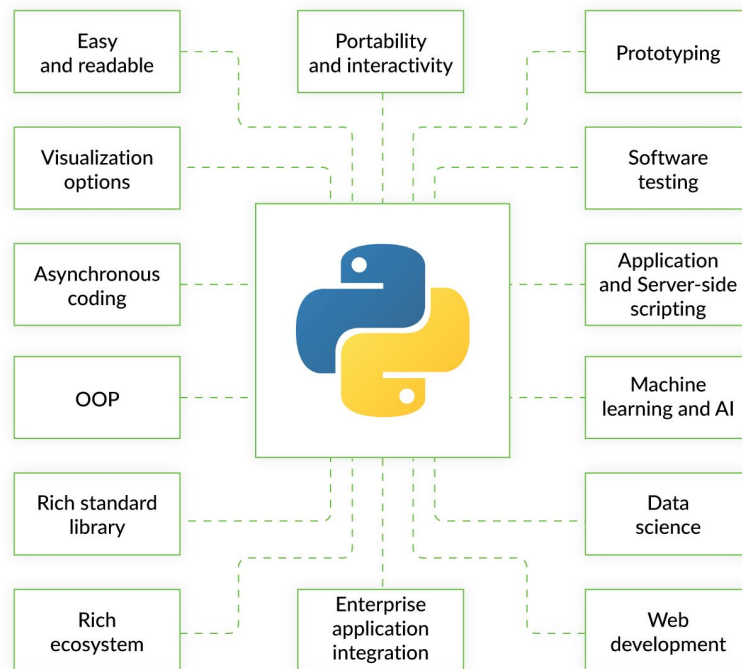 Easy
and readable
Portability
and interactivity
Prototyping
Visualization
options
Software
testing
Asynchronous
coding
Application
and Server-side
scripting
OOP
Machine
learning and AI
Rich standard
library
Data
science
Rich
ecosystem
Enterprise
application
integration
Web
development